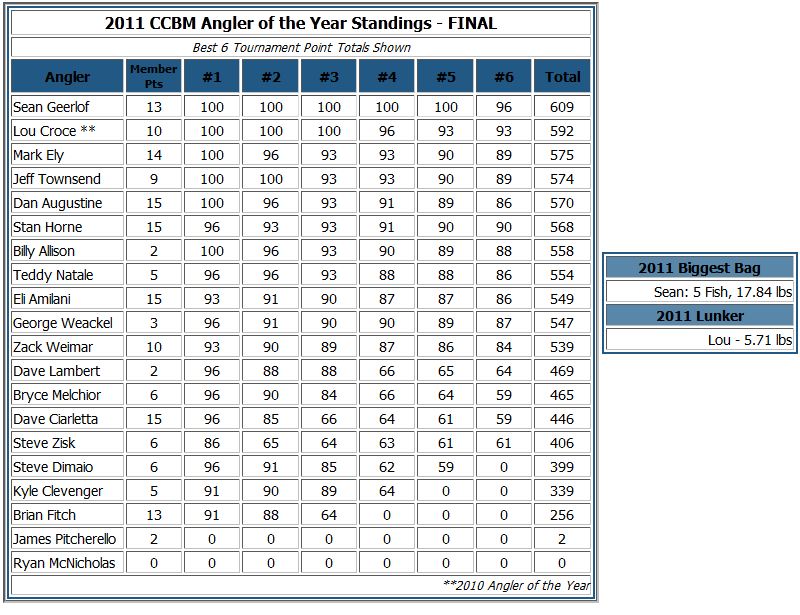 2011 CCBM Angler of the Year Standings - FINAL
Best 6 Tournament Point Totals Shown
Angler Member Pts #1 #2 #3 #4 #5 #6 Total
Sean Geerlof 13 100 100 100 100 100 96 609
Lou Croce ** 10 100 100 100 96 93 93 592
Mark Ely 14 100 96 93 93 90 89 575
Jeff Townsend 9 100 100 93 93 90 89 574
Dan Augustine 15 100 96 93 91 89 86 570
Stan Horne 15 96 93 93 91 90 90 568
Billy Allison 2 100 96 93 90 89 88 558
Teddy Natale 5 96 96 93 88 88 86 554
Eli Amilani 15 93 91 90 87 87 86 549
George Weackel 3 96 91 90 90 89 87 547
Zack Weimar 10 93 90 89 87 86 84 539
Dave Lambert 2 96 88 88 66 65 64 469
Bryce Melchior 6 96 90 84 66 64 59 465
Dave Ciarletta 15 96 85 66 64 61 59 446
Steve Zisk 6 86 65 64 63 61 61 406
Steve Dimaio 6 96 91 85 62 59 0 399
Kyle Clevenger 5 91 90 89 64 0 0 339
Brian Fitch 13 91 88 64 0 0 0 256
James Pitcherello 2 0 0 0 0 0 0 2
Ryan McNicholas 0 0 0 0 0 0 0 0
**2010 Angler of the Year
2011 Biggest Bag
Sean: 5 Fish, 17.84 lbs
2011 Lunker
Lou - 5.71 lbs